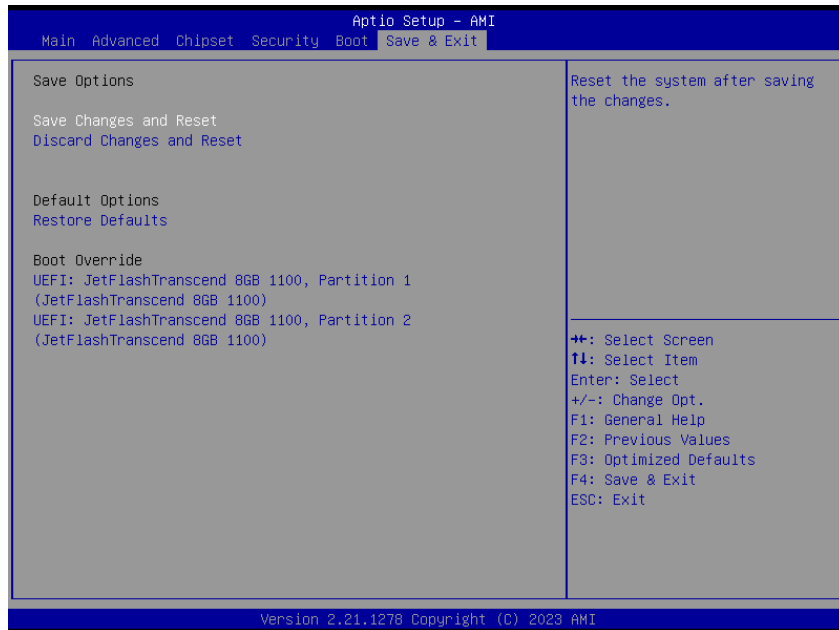 Aptio Setup – AMI
Main Advanced Chipset Security Boot Save & Exit
Save Options
Save Changes and Reset
Discard Changes and Reset
Default Options
Restore Defaults
Boot Override
UEFI: JetFlashTranscend 8GB 1100, Partition 1
(JetFlashTranscend 8GB 1100)
UEFI: JetFlashTranscend 8GB 1100, Partition 2
(JetFlashTranscend 8GB 1100)
Reset the system after saving
the changes.
→←: Select Screen
↑↓: Select Item
Enter: Select
+/-: Change Opt.
F1: General Help
F2: Previous Values
F3: Optimized Defaults
F4: Save & Exit
ESC: Exit
Version 2.21.1278 Copyright (C) 2023 AMI